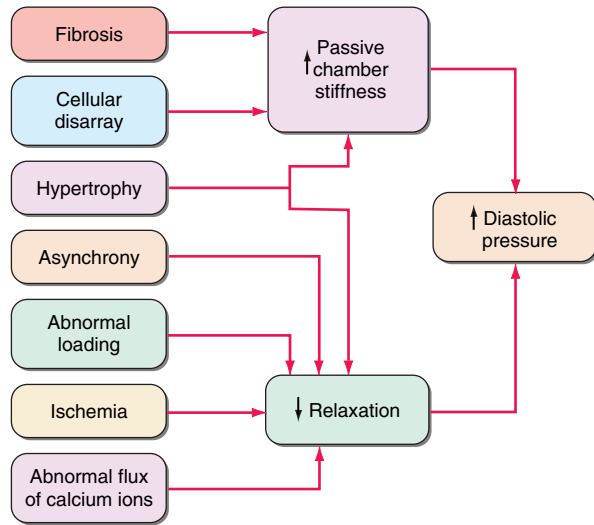 Fibrosis
Cellular
disarray
Hypertrophy
Asynchrony
Abnormal
loading
Ischemia
Abnormal flux
of calcium ions
↑ Passive
chamber
stiffness
↓ Relaxation
↑ Diastolic
pressure